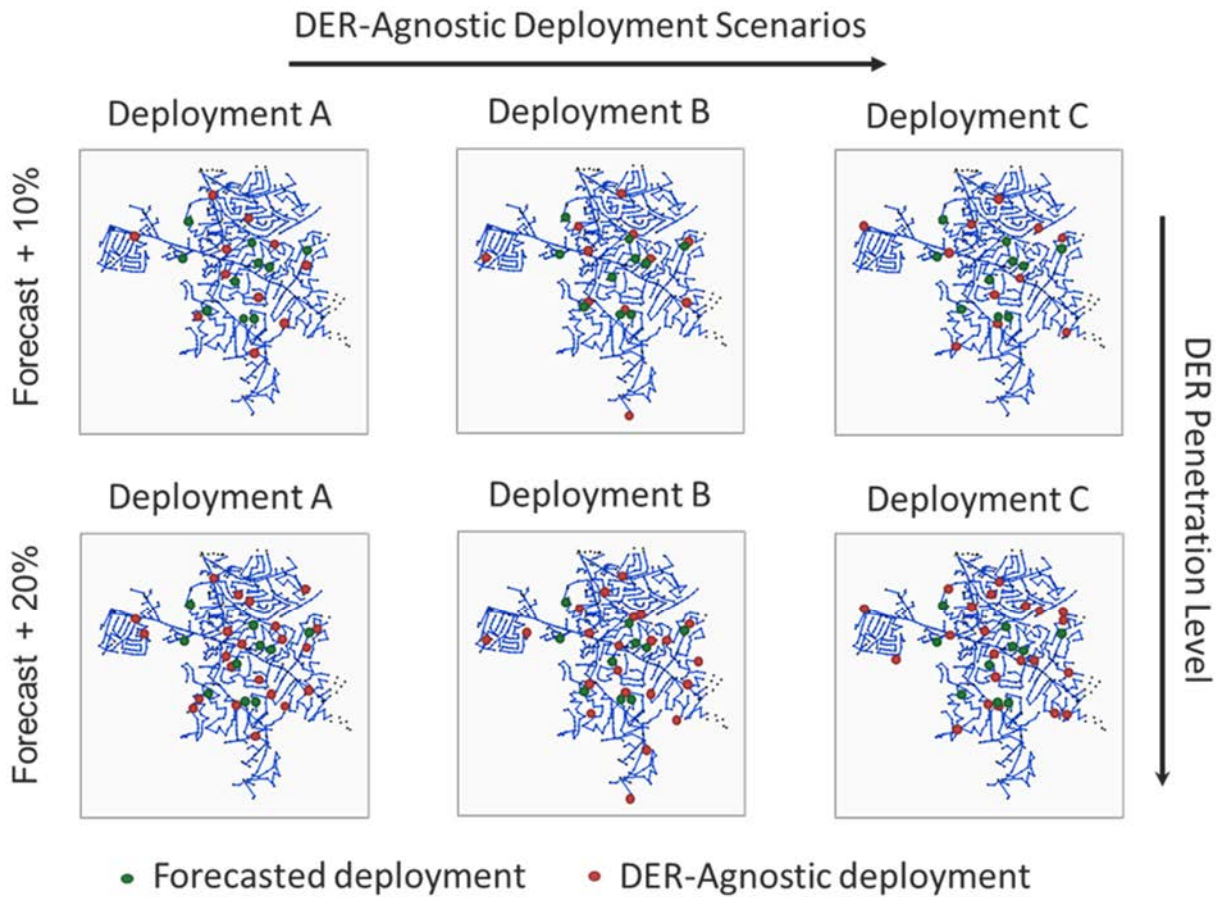 DER-Agnostic Deployment Scenarios
Deployment A
Deployment B
Deployment C
Forecast + 10%
DER Penetration Level
Deployment A
Deployment B
Deployment C
Forecast + 20%
Forecasted deployment
DER-Agnostic deployment